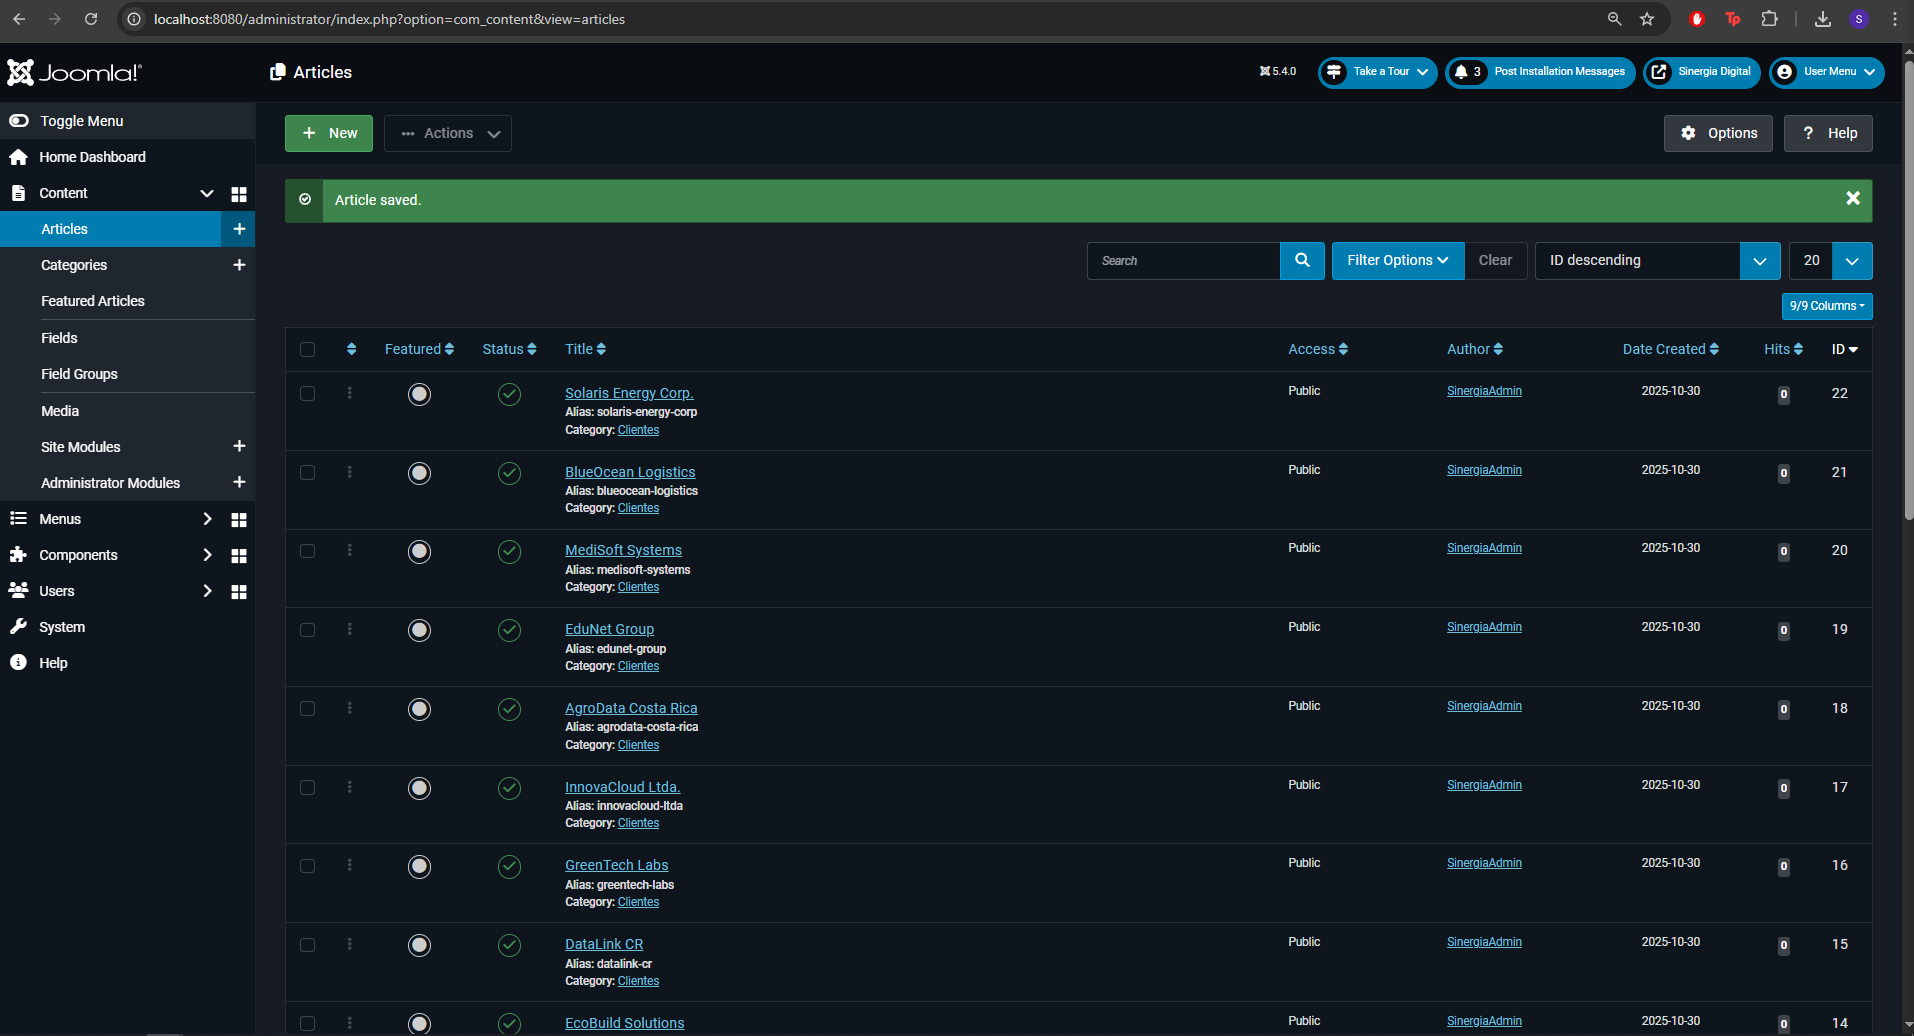 localhost:8080/administrator/index.php?option=com_content&view=articles
Tp
S
Joomla!
Articles
5.4.0
Take a Tour
3 Post Installation Messages
Sinergia Digital
User Menu
Toggle Menu
Home Dashboard
Content
Articles
Categories
Featured Articles
Fields
Field Groups
Media
Site Modules
Administrator Modules
Menus
Components
Users
System
Help
New
Actions
Options
? Help
Article saved.
Search
Filter Options
Clear
ID descending
20
9/9 Columns
Featured Status Title Access Author Date Created Hits ID
Solaris Energy Corp. Public SinergiaAdmin 2025-10-30 0 22
Alias: solaris-energy-corp
Category: Clientes
BlueOcean Logistics Public SinergiaAdmin 2025-10-30 0 21
Alias: blueocean-logistics
Category: Clientes
MediSoft Systems Public SinergiaAdmin 2025-10-30 0 20
Alias: medisoft-systems
Category: Clientes
EduNet Group Public SinergiaAdmin 2025-10-30 0 19
Alias: edunet-group
Category: Clientes
AgroData Costa Rica Public SinergiaAdmin 2025-10-30 0 18
Alias: agrodata-costa-rica
Category: Clientes
InnovaCloud Ltda. Public SinergiaAdmin 2025-10-30 0 17
Alias: innovacloud-ltda
Category: Clientes
GreenTech Labs Public SinergiaAdmin 2025-10-30 0 16
Alias: greentech-labs
Category: Clientes
DataLink CR Public SinergiaAdmin 2025-10-30 0 15
Alias: datalink-cr
Category: Clientes
EcoBuild Solutions Public SinergiaAdmin 2025-10-30 0 14